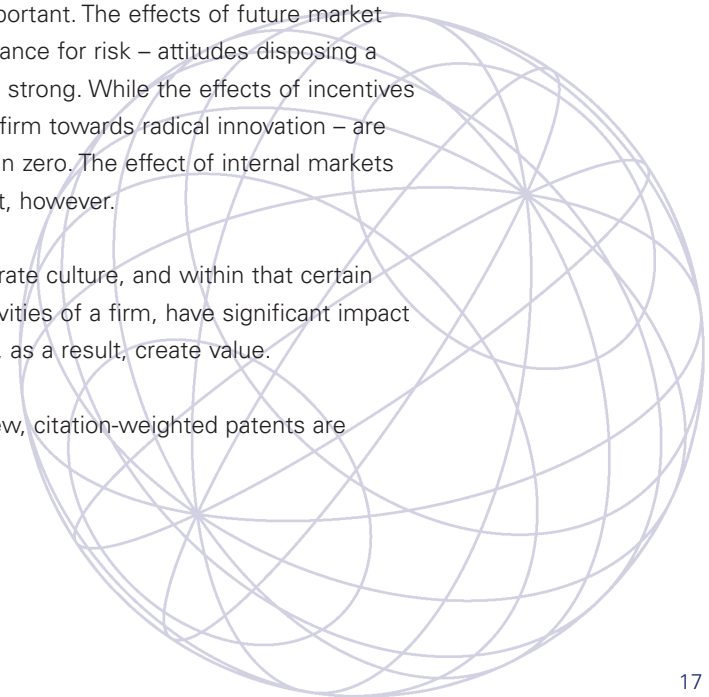 portant. The effects of future market
ance for risk – attitudes disposing a
strong. While the effects of incentives
firm towards radical innovation – are
n zero. The effect of internal markets
t, however.
rate culture, and within that certain
vities of a firm, have significant impact
, as a result, create value.
ew, citation-weighted patents are
17